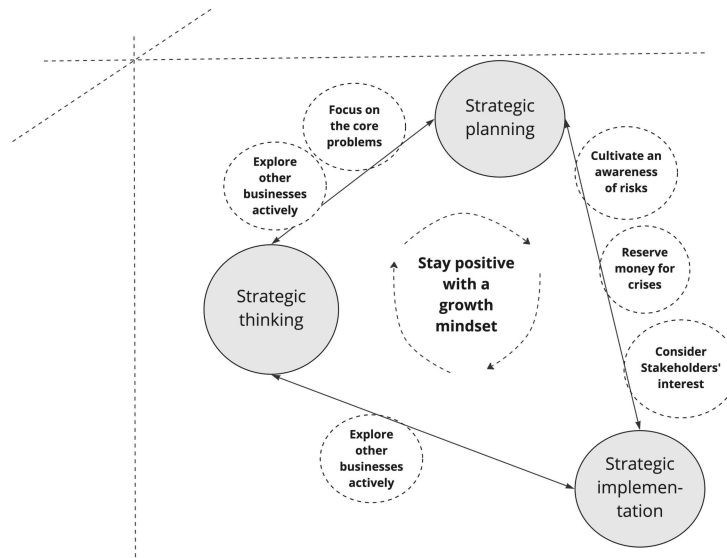 Strategic
planning
Focus on
the core
problems
Explore
other
businesses
actively
Cultivate an
awareness
of risks
Strategic
thinking
Stay positive
with a
growth
mindset
Reserve
money for
crises
Consider
Stakeholders'
interest
Explore
other
businesses
actively
Strategic
implemen-
tation